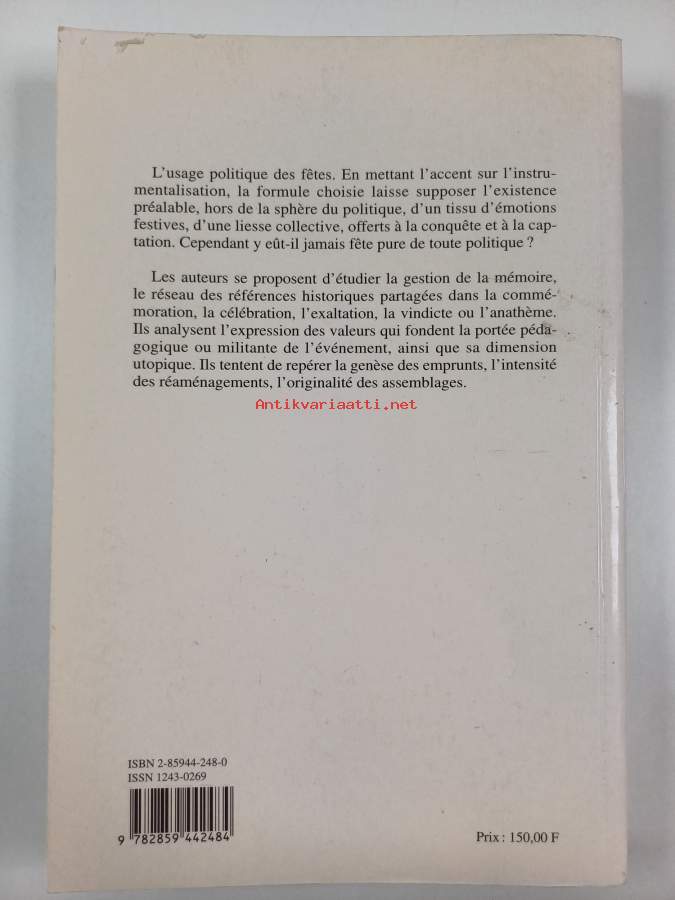 L'usage politique des fêtes. En mettant l'accent sur l'instru-
mentalisation, la formule choisie laisse supposer l'existence
préalable, hors de la sphère du politique, d'un tissu d'émotions
festives, d'une liesse collective, offerts à la conquête et à la cap-
tation. Cependant y eût-il jamais fête pure de toute politique ?
Les auteurs se proposent d'étudier la gestion de la mémoire,
le réseau des références historiques partagées dans la commé-
moration, la célébration, l'exaltation, la vindicte ou l'anathème.
Ils analysent l'expression des valeurs qui fondent la portée péda-
gogique ou militante de l'événement, ainsi que sa dimension
utopique. Ils tentent de repérer la genèse des emprunts, l'intensité
des réaménagements, l'originalité des assemblages.
Antikvariaatti.net
ISBN 2-85944-248-0
ISSN 1243-0269
9 782859 442484
Prix : 150,00 F